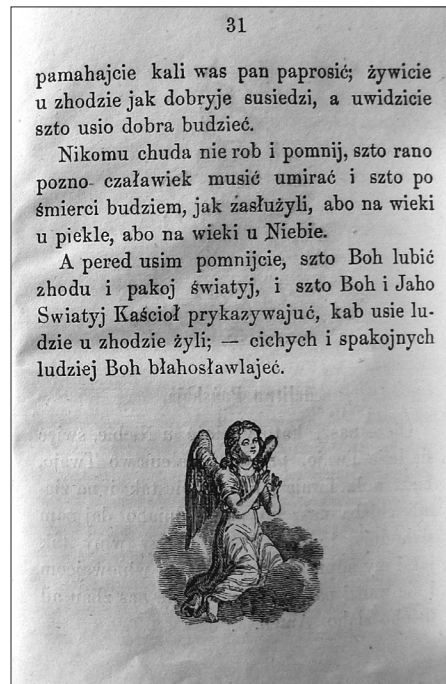 31
pamahajcie kali was pan paprosić; żywicie
u zhodzie jak dobryje susiedzi, a uwidzicie
szto usio dobra budzieć.
Nikomu chuda nie rob i pomnij, szto rano
pozno czaławiek musić umirać i szto po
śmierci budziem, jak zasłużyli, abo na wieki
u piekle, abo na wieki u Niebie.
A pered usim pomnijcie, szto Boh lubić
zhodu i pakoj światyj, i szto Boh i Jaho
Swiatyj Kaścioł prykazywajuć, kab usie lu-
dzie u zhodzie żyli; — cichych i spakojnych
ludziej Boh błahosławlajeć.